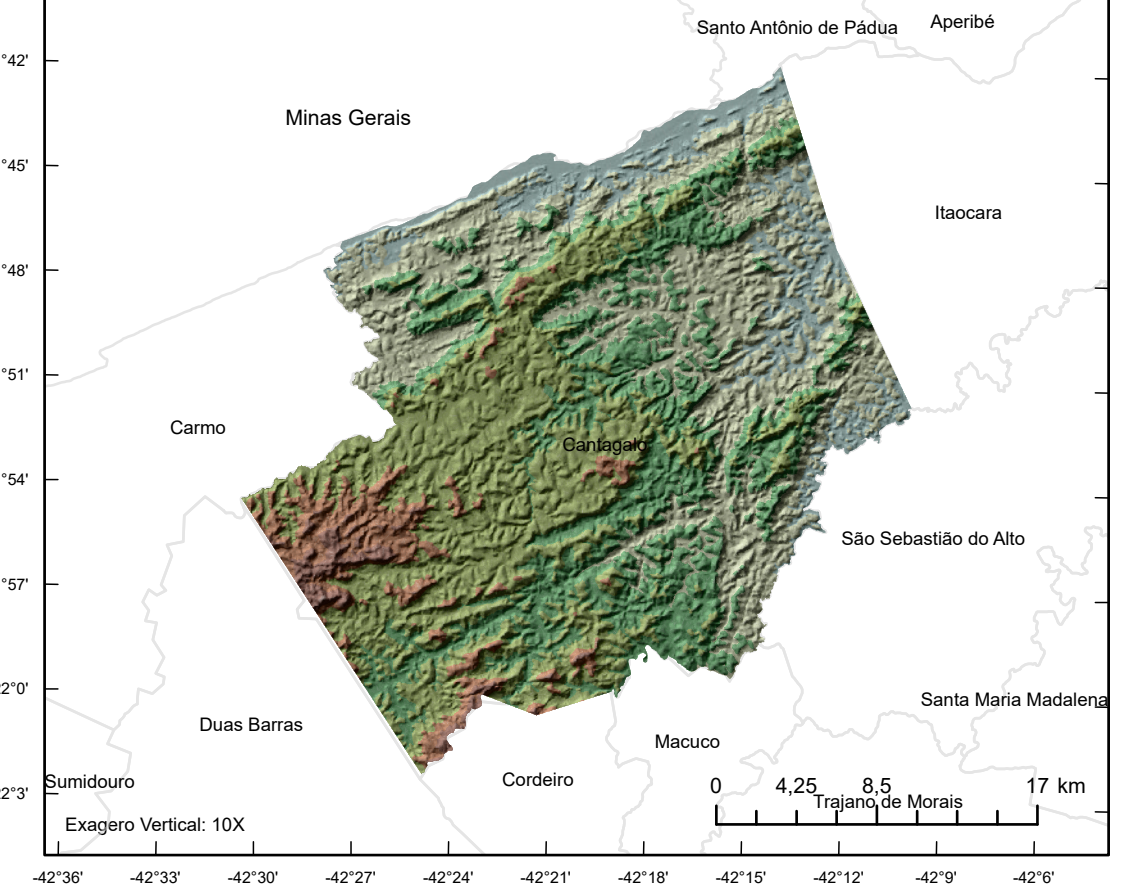 Santo Antônio de Pádua
Aperibé
°42'
Minas Gerais
°45'
Itaocara
°48'
°51'
Carmo
Cantagalo
°54'
São Sebastião do Alto
°57'
2°0'
Santa Maria Madalena
Duas Barras
Macuco
Sumidouro
Cordeiro
0 4,25 8,5 17 km
22°3'
Trajano de Morais
Exagero Vertical: 10X
-42°36' -42°33' -42°30' -42°27' -42°24' -42°21' -42°18' -42°15' -42°12' -42°9' -42°6'